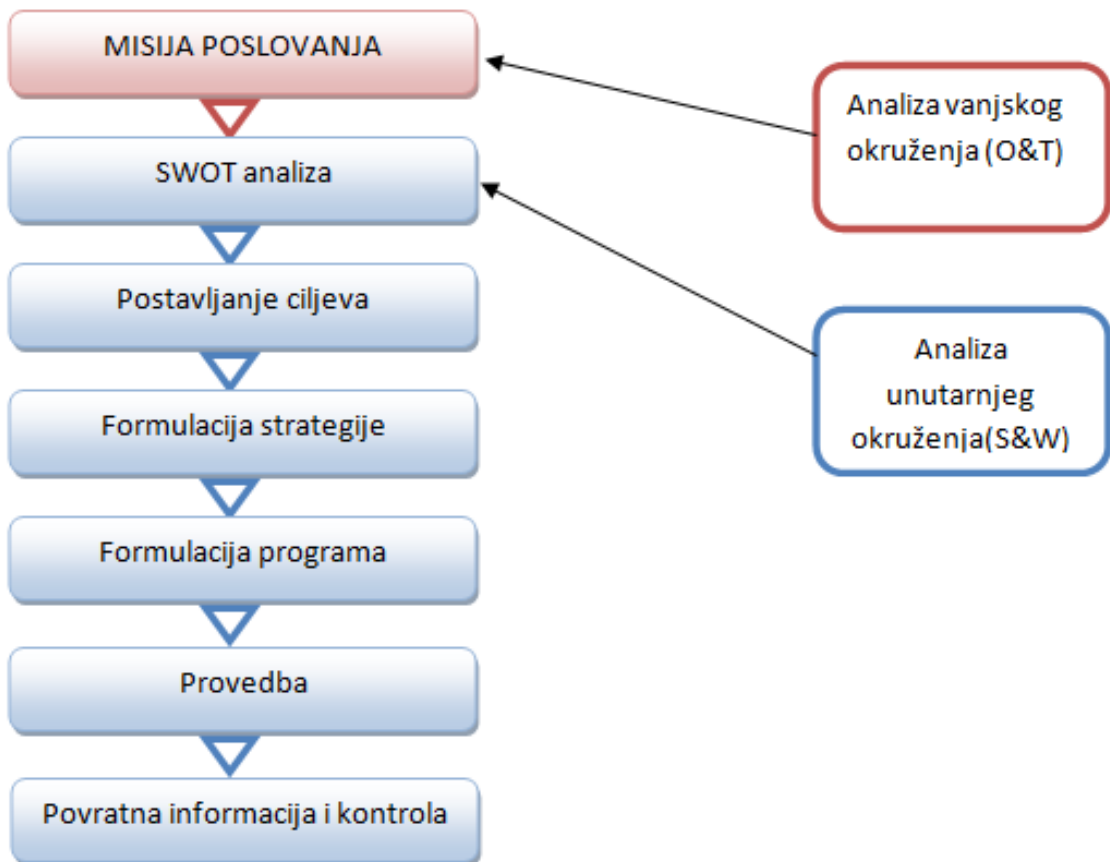 MISIJA POSLOVANJA
SWOT analiza
Postavljanje ciljeva
Formulacija strategije
Formulacija programa
Provedba
Povratna informacija i kontrola
Analiza vanjskog
okruženja (O&T)
Analiza
unutarnjeg
okruženja(S&W)